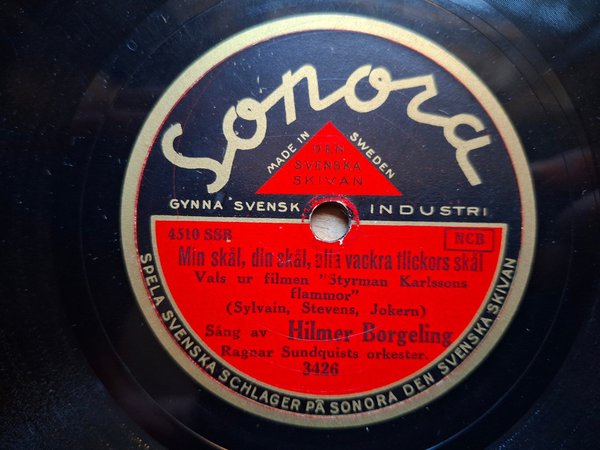 Sonora
MADE IN SWEDEN
DEN
SVENSKA
SKIVAN
GYNNA SVENSK INDUSTRI
4510 SSR
NCB
Min skål, din skål, alla vackra flickors skål
Vals ur filmen "Styrman Karlssons
flammor"
(Sylvain, Stevens, Jokern)
Sång av Hilmer Borgeling
Ragnar Sundquists orkester.
3426
SPELA SVENSKA SCHLAGER PÅ SONORA DEN SVENSKA SKIVAN